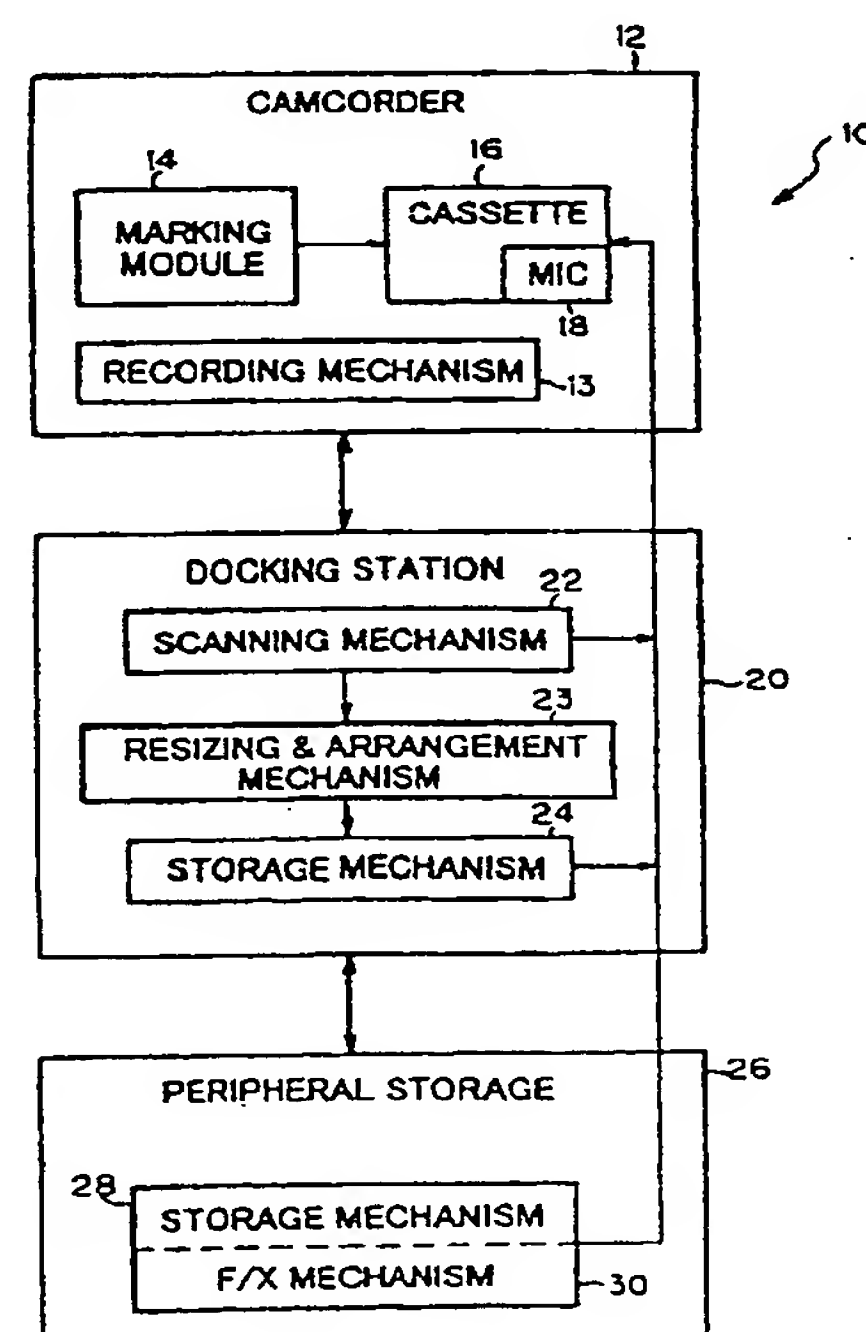 12
CAMCORDER
10
14
16
MARKING
MODULE
CASSETTE
MIC
18
RECORDING MECHANISM
13
DOCKING STATION
22
SCANNING MECHANISM
20
23
RESIZING & ARRANGEMENT
MECHANISM
24
STORAGE MECHANISM
26
PERIPHERAL STORAGE
28
STORAGE MECHANISM
F/X MECHANISM
30